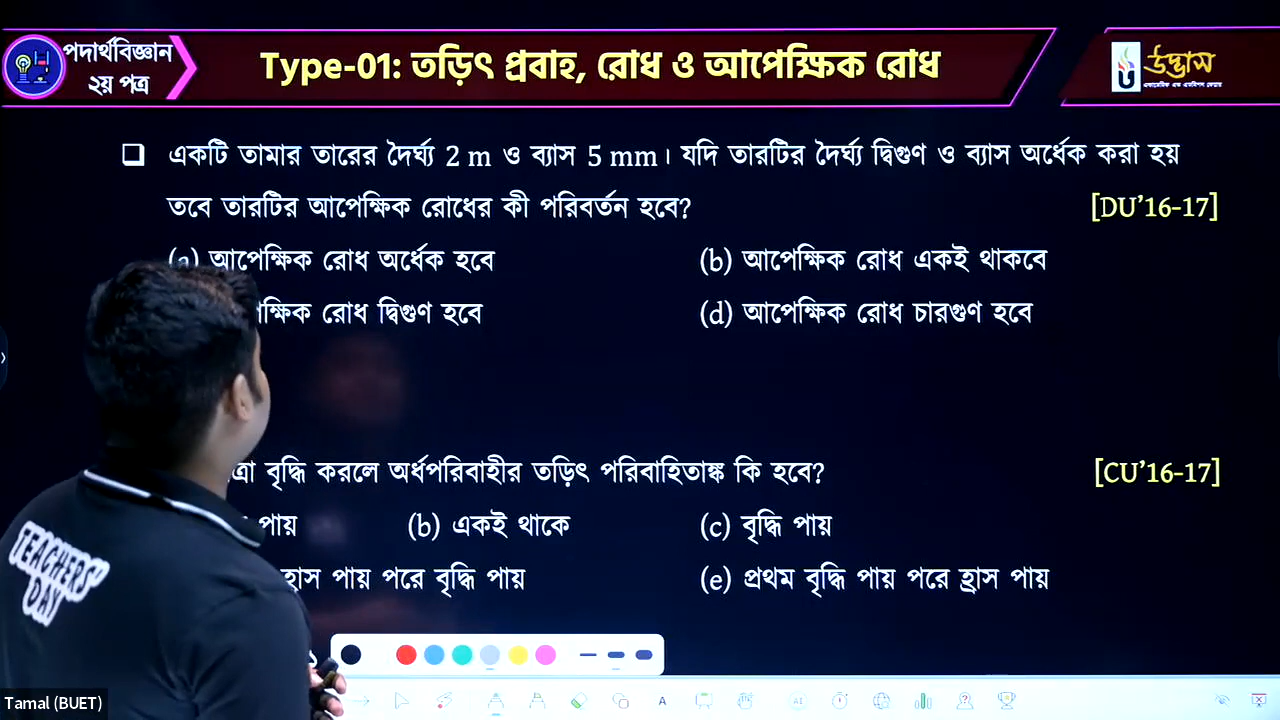 পদার্থবিজ্ঞান
২য় পত্র
Type-01: তড়িৎ প্রবাহ, রোধ ও আপেক্ষিক রোধ
উদ্ভাস
একটি তামার তারের দৈর্ঘ্য 2 m ও ব্যাস 5 mm। যদি তারটির দৈর্ঘ্য দ্বিগুণ ও ব্যাস অর্ধেক করা হয়
তবে তারটির আপেক্ষিক রোধের কী পরিবর্তন হবে? [DU’16-17]
(a) আপেক্ষিক রোধ অর্ধেক হবে (b) আপেক্ষিক রোধ একই থাকবে
রোধ দ্বিগুণ হবে (d) আপেক্ষিক রোধ চারগুণ হবে
বৃদ্ধি করলে অর্ধপরিবাহীর তড়িৎ পরিবাহিতাঙ্ক কি হবে? [CU’16-17]
পায় (b) একই থাকে (c) বৃদ্ধি পায়
হ্রাস পায় পরে বৃদ্ধি পায় (e) প্রথম বৃদ্ধি পায় পরে হ্রাস পায়
TEACHERS'
DAY
Tamal (BUET)